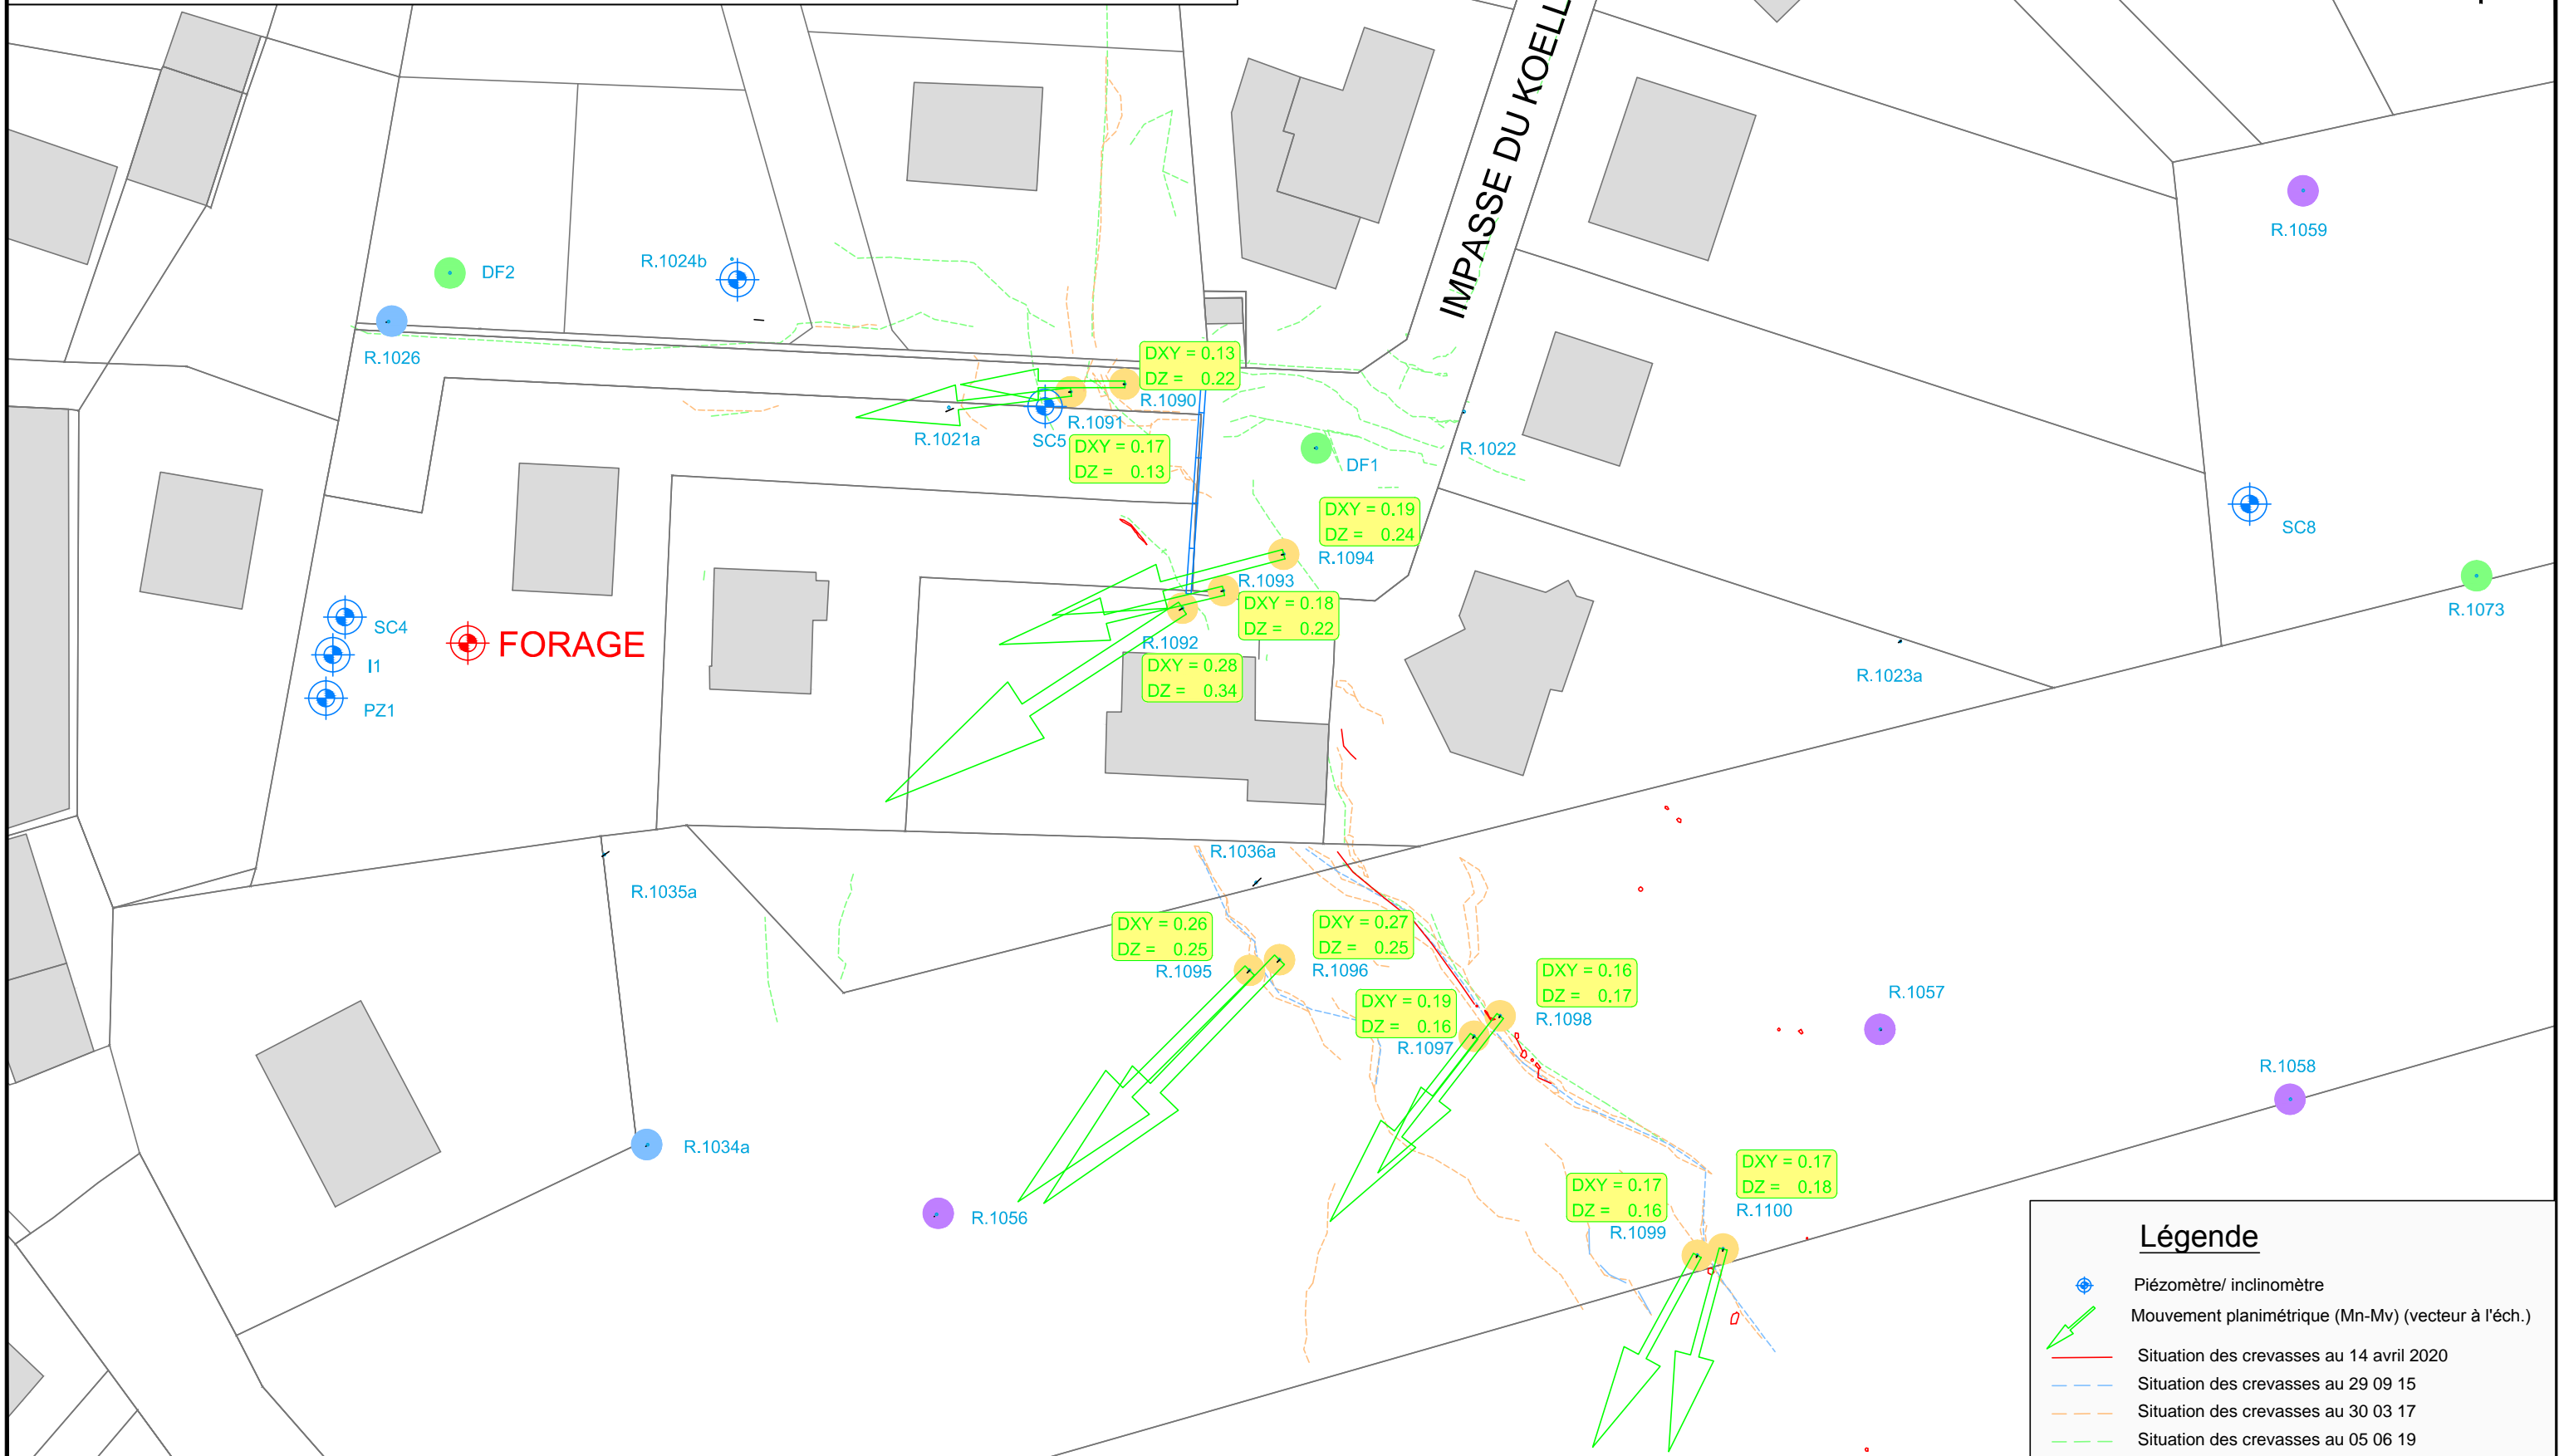 IMPASSE DU KOELL
R.1059
DF2
R.1024b
R.1026
DXY = 0.13
DZ = 0.22
R.1090
R.1091
R.1021a
SC5
DXY = 0.17
DZ = 0.13
R.1022
DF1
DXY = 0.19
DZ = 0.24
R.1094
SC8
R.1093
DXY = 0.18
DZ = 0.22
R.1073
SC4
FORAGE
R.1092
I1
DXY = 0.28
DZ = 0.34
R.1023a
PZ1
R.1036a
R.1035a
DXY = 0.26
DZ = 0.25
R.1095
DXY = 0.27
DZ = 0.25
R.1096
DXY = 0.16
DZ = 0.17
R.1098
DXY = 0.19
DZ = 0.16
R.1097
R.1057
R.1058
R.1034a
DXY = 0.17
DZ = 0.18
R.1100
DXY = 0.17
DZ = 0.16
R.1099
R.1056
Légende
Piézomètre/ inclinomètre
Mouvement planimétrique (Mn-Mv) (vecteur à l'éch.)
Situation des crevasses au 14 avril 2020
Situation des crevasses au 29 09 15
Situation des crevasses au 30 03 17
Situation des crevasses au 05 06 19